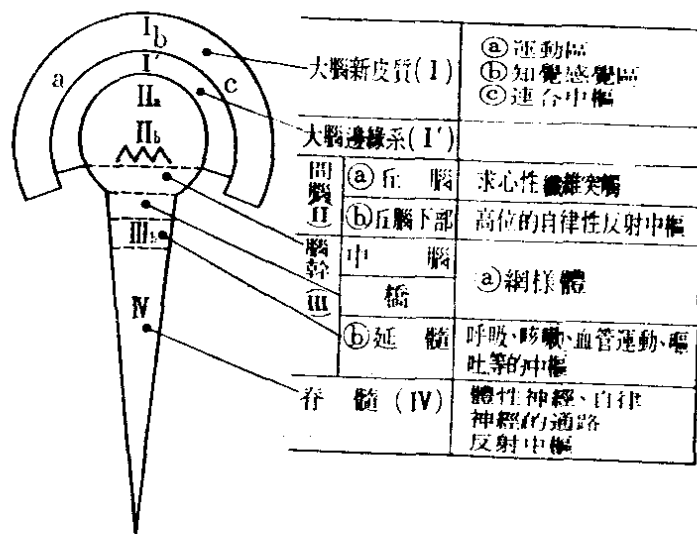 I b
a
I′
c
IIa
IIb
IIIb
IV
大腦新皮質(I)
ⓐ運動區
ⓑ知覺感覺區
ⓒ連合中樞
大腦邊緣系(I′)
間腦(II)
ⓐ丘 腦
求心性纖維突觸
ⓑ丘腦下部
高位的自律性反射中樞
腦幹(III)
中 腦
橋
ⓐ網樣體
ⓑ延 髓
呼吸、咳嗽、血管運動、嘔
吐等的中樞
脊 髓(IV)
體性神經、自律
神經的通路
反射中樞